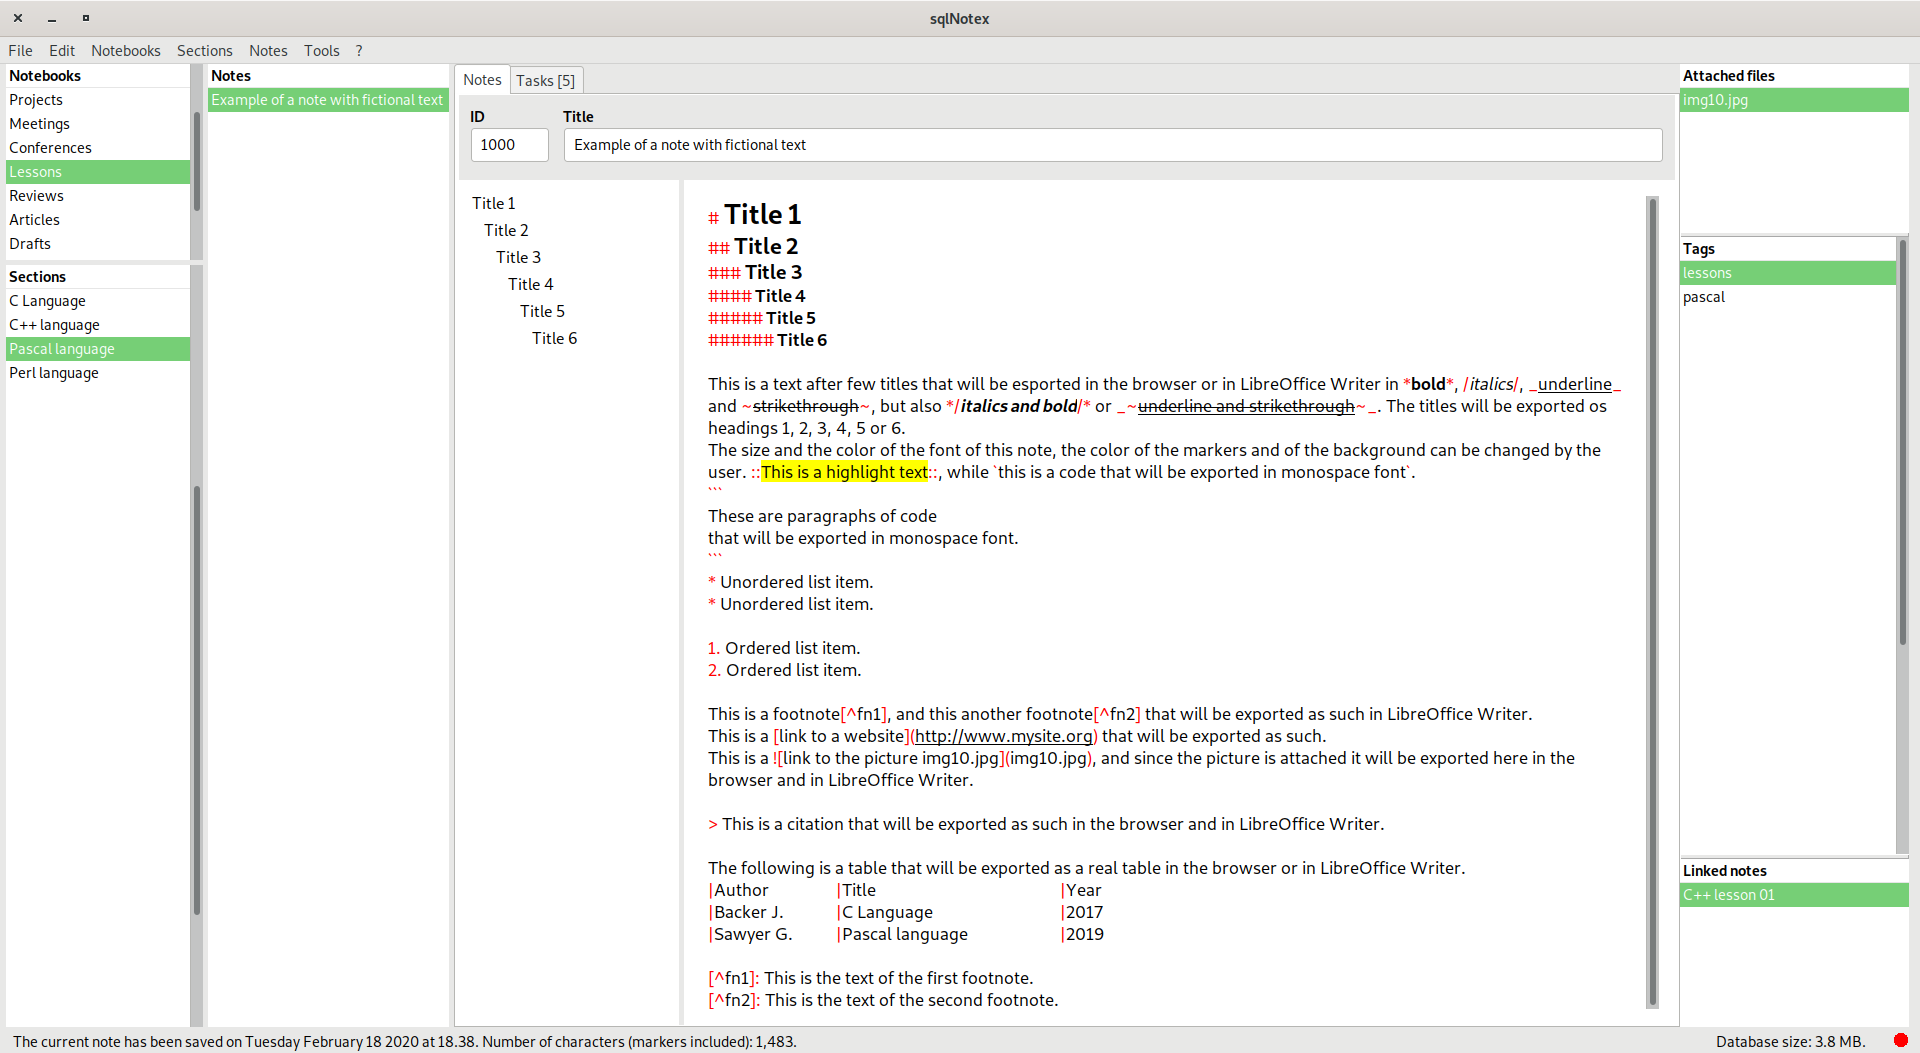 sqlNotex
File Edit Notebooks Sections Notes Tools ?
Notebooks
Projects
Meetings
Conferences
Lessons
Reviews
Articles
Drafts
Sections
C Language
C++ language
Pascal language
Perl language
Notes
Example of a note with fictional text
Notes Tasks [5]
ID Title
1000 Example of a note with fictional text
Title 1
Title 2
Title 3
Title 4
Title 5
Title 6
# Title 1
## Title 2
### Title 3
#### Title 4
##### Title 5
###### Title 6
This is a text after few titles that will be esported in the browser or in LibreOffice Writer in *bold*, /italics/, _underline_
and ~strikethrough~, but also */italics and bold/* or _~underline and strikethrough~_. The titles will be exported os
headings 1, 2, 3, 4, 5 or 6.
The size and the color of the font of this note, the color of the markers and of the background can be changed by the
user. ::This is a highlight text::, while `this is a code that will be exported in monospace font`.
```
These are paragraphs of code
that will be exported in monospace font.
```
* Unordered list item.
* Unordered list item.
1. Ordered list item.
2. Ordered list item.
This is a footnote[^fn1], and this another footnote[^fn2] that will be exported as such in LibreOffice Writer.
This is a [link to a website](http://www.mysite.org) that will be exported as such.
This is a ![link to the picture img10.jpg](img10.jpg), and since the picture is attached it will be exported here in the
browser and in LibreOffice Writer.
> This is a citation that will be exported as such in the browser and in LibreOffice Writer.
The following is a table that will be exported as a real table in the browser or in LibreOffice Writer.
|Author |Title |Year
|Backer J. |C Language |2017
|Sawyer G. |Pascal language |2019
[^fn1]: This is the text of the first footnote.
[^fn2]: This is the text of the second footnote.
Attached files
img10.jpg
Tags
lessons
pascal
Linked notes
C++ lesson 01
The current note has been saved on Tuesday February 18 2020 at 18.38. Number of characters (markers included): 1,483.
Database size: 3.8 MB.